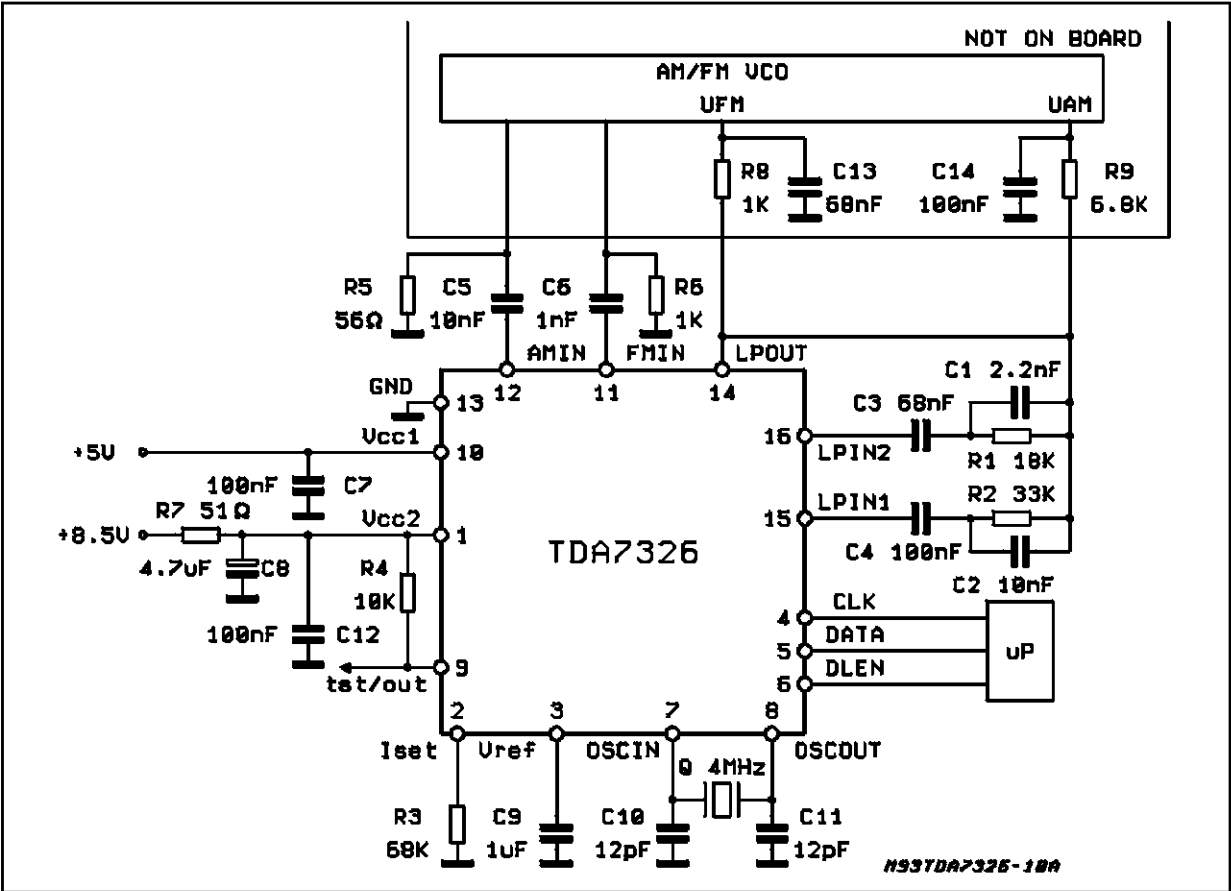 NOT ON BOARD
AM/FM VCO
VFM
VAM
R8
1K
C13
68nF
C14
100nF
R9
6.8K
R5
56Ω
C5
10nF
C6
1nF
R6
1K
AMIN
FMIN
LPOUT
12
11
14
GND
13
Vcc1
10
+5V
100nF
C7
R7 51Ω
Vcc2
+8.5V
1
4.7uF
C8
R4
10K
100nF
C12
9
tst/out
TDA7326
C1 2.2nF
C3 68nF
16
LPIN2
R1 18K
R2 33K
LPIN1
15
C4 100nF
C2 10nF
4
CLK
DATA
5
DLEN
6
uP
2
3
7
8
Iset
Vref
OSCIN
OSCOUT
Q 4MHz
R3
68K
C9
1uF
C10
12pF
C11
12pF
M93TDA7326-18A